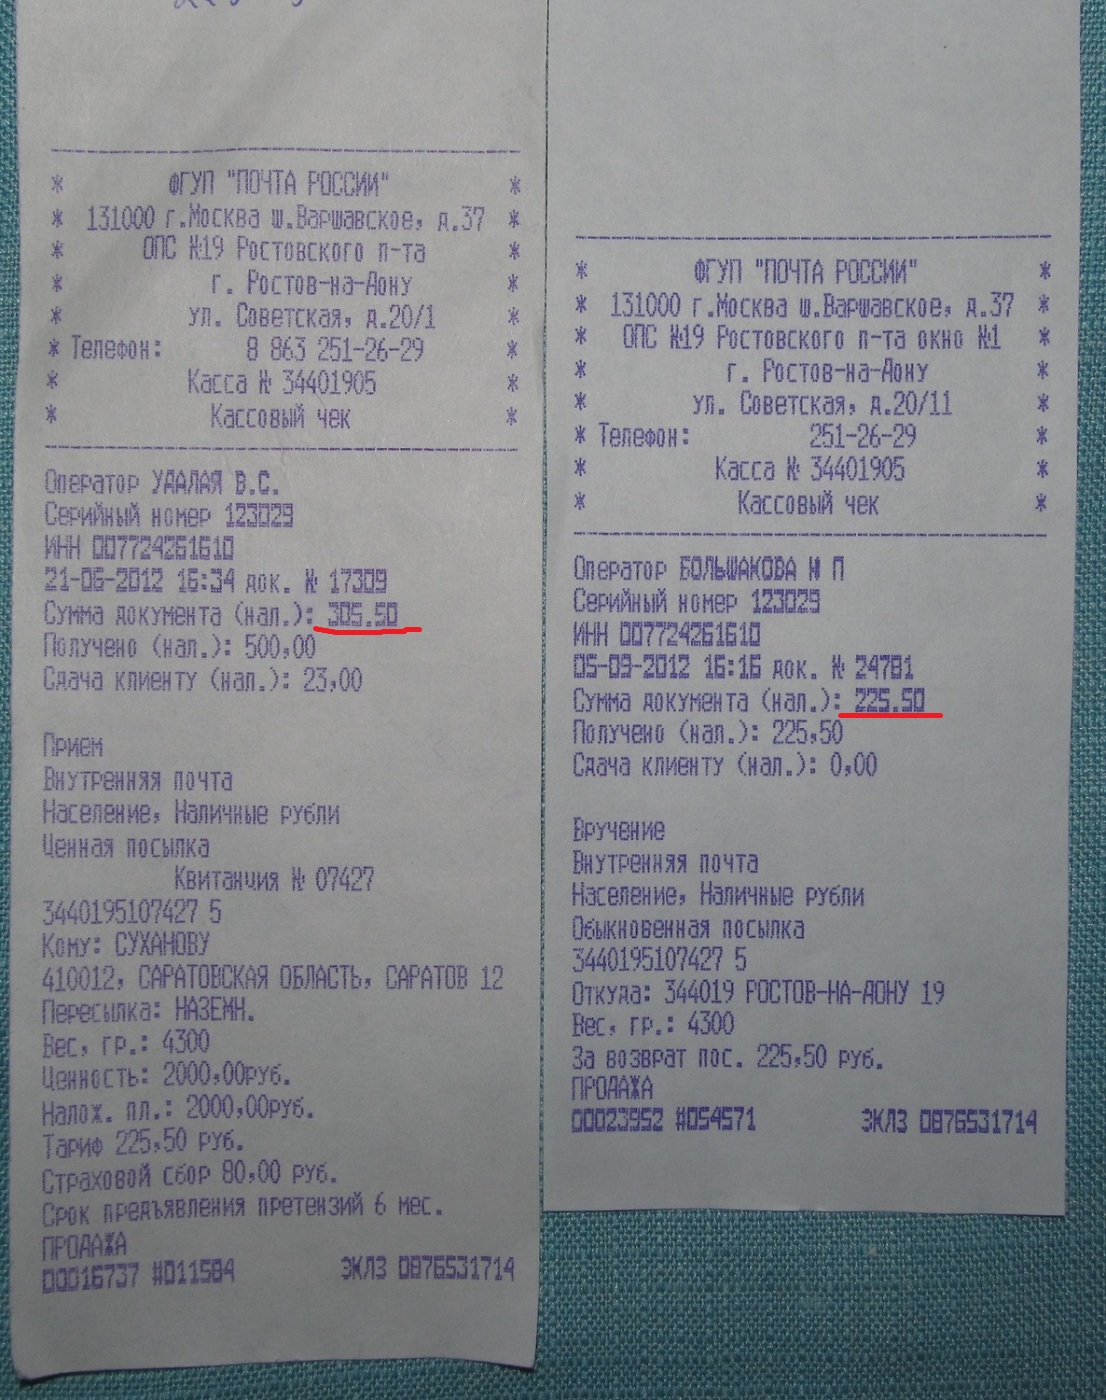 * ФГУП "ПОЧТА РОССИИ" *
* 131000 г.Москва ш.Варшавское, д.37 *
* ОПС №19 Ростовского п-та *
* г. Ростов-на-Дону *
* ул. Советская, д.20/1 *
* Телефон: 8 863 251-26-29 *
* Касса № 34401905 *
* Кассовый чек *
Оператор УДАЛАЯ В.С.
Серийный номер 123029
ИНН 007724261610
21-06-2012 16:34 док. № 17309
Сумма документа (нал.): 305.50
Получено (нал.): 500,00
Сдача клиенту (нал.): 23,00
Прием
Внутренняя почта
Население, Наличные рубли
Ценная посылка
Квитанция № 07427
3440195107427 5
Кому: СУХАНОВУ
410012, САРАТОВСКАЯ ОБЛАСТЬ, САРАТОВ 12
Пересылка: НАЗЕМН.
Вес, гр.: 4300
Ценность: 2000,00руб.
Налож. пл.: 2000,00руб.
Тариф 225,50 руб.
Страховой сбор 80,00 руб.
Срок предъявления претензий 6 мес.
ПРОДАЖА
00016737 #011584 ЭКЛЗ 0876531714
* ФГУП "ПОЧТА РОССИИ" *
* 131000 г.Москва ш.Варшавское, д.37 *
* ОПС №19 Ростовского п-та окно №1 *
* г. Ростов-на-Дону *
* ул. Советская, д.20/11 *
* Телефон: 251-26-29 *
* Касса № 34401905 *
* Кассовый чек *
Оператор БОЛЬШАКОВА М П
Серийный номер 123029
ИНН 007724261610
05-09-2012 16:16 док. № 24781
Сумма документа (нал.): 225.50
Получено (нал.): 225,50
Сдача клиенту (нал.): 0,00
Вручение
Внутренняя почта
Население, Наличные рубли
Обыкновенная посылка
3440195107427 5
Откуда: 344019 РОСТОВ-НА-ДОНУ 19
Вес, гр.: 4300
За возврат пос. 225,50 руб.
ПРОДАЖА
00023952 #054571 ЭКЛЗ 0876531714